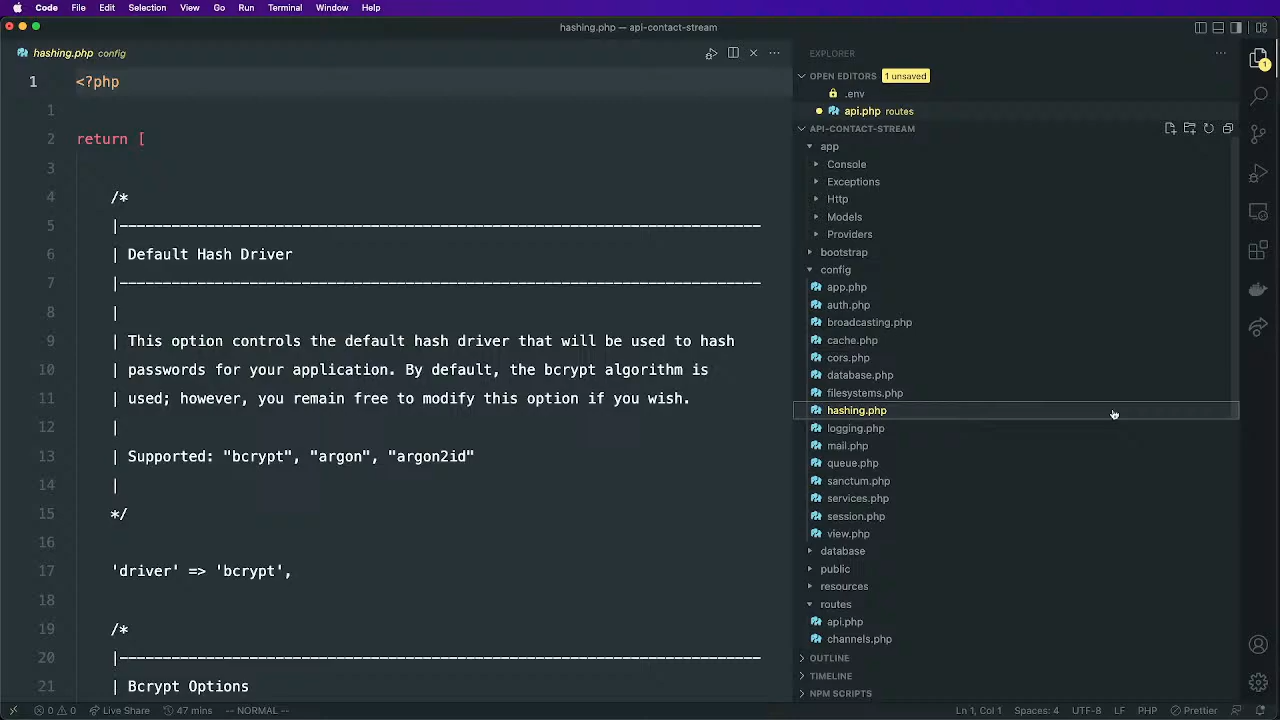 Code File Edit Selection View Go Run Terminal Window Help
hashing.php — api-contact-stream
hashing.php config
1 <?php
1
2 return [
3
4 /*
5 |--------------------------------------------------------------------------
6 | Default Hash Driver
7 |--------------------------------------------------------------------------
8 |
9 | This option controls the default hash driver that will be used to hash
10 | passwords for your application. By default, the bcrypt algorithm is
11 | used; however, you remain free to modify this option if you wish.
12 |
13 | Supported: "bcrypt", "argon", "argon2id"
14 |
15 */
16
17 'driver' => 'bcrypt',
18
19 /*
20 |--------------------------------------------------------------------------
21 | Bcrypt Options
EXPLORER
OPEN EDITORS 1 unsaved
.env
api.php routes
API-CONTACT-STREAM
app
Console
Exceptions
Http
Models
Providers
bootstrap
config
app.php
auth.php
broadcasting.php
cache.php
cors.php
database.php
filesystems.php
hashing.php
logging.php
mail.php
queue.php
sanctum.php
services.php
session.php
view.php
database
public
resources
routes
api.php
channels.php
OUTLINE
TIMELINE
NPM SCRIPTS
1
0 0 Live Share 47 mins -- NORMAL -- Ln 1, Col 1 Spaces: 4 UTF-8 LF PHP Prettier